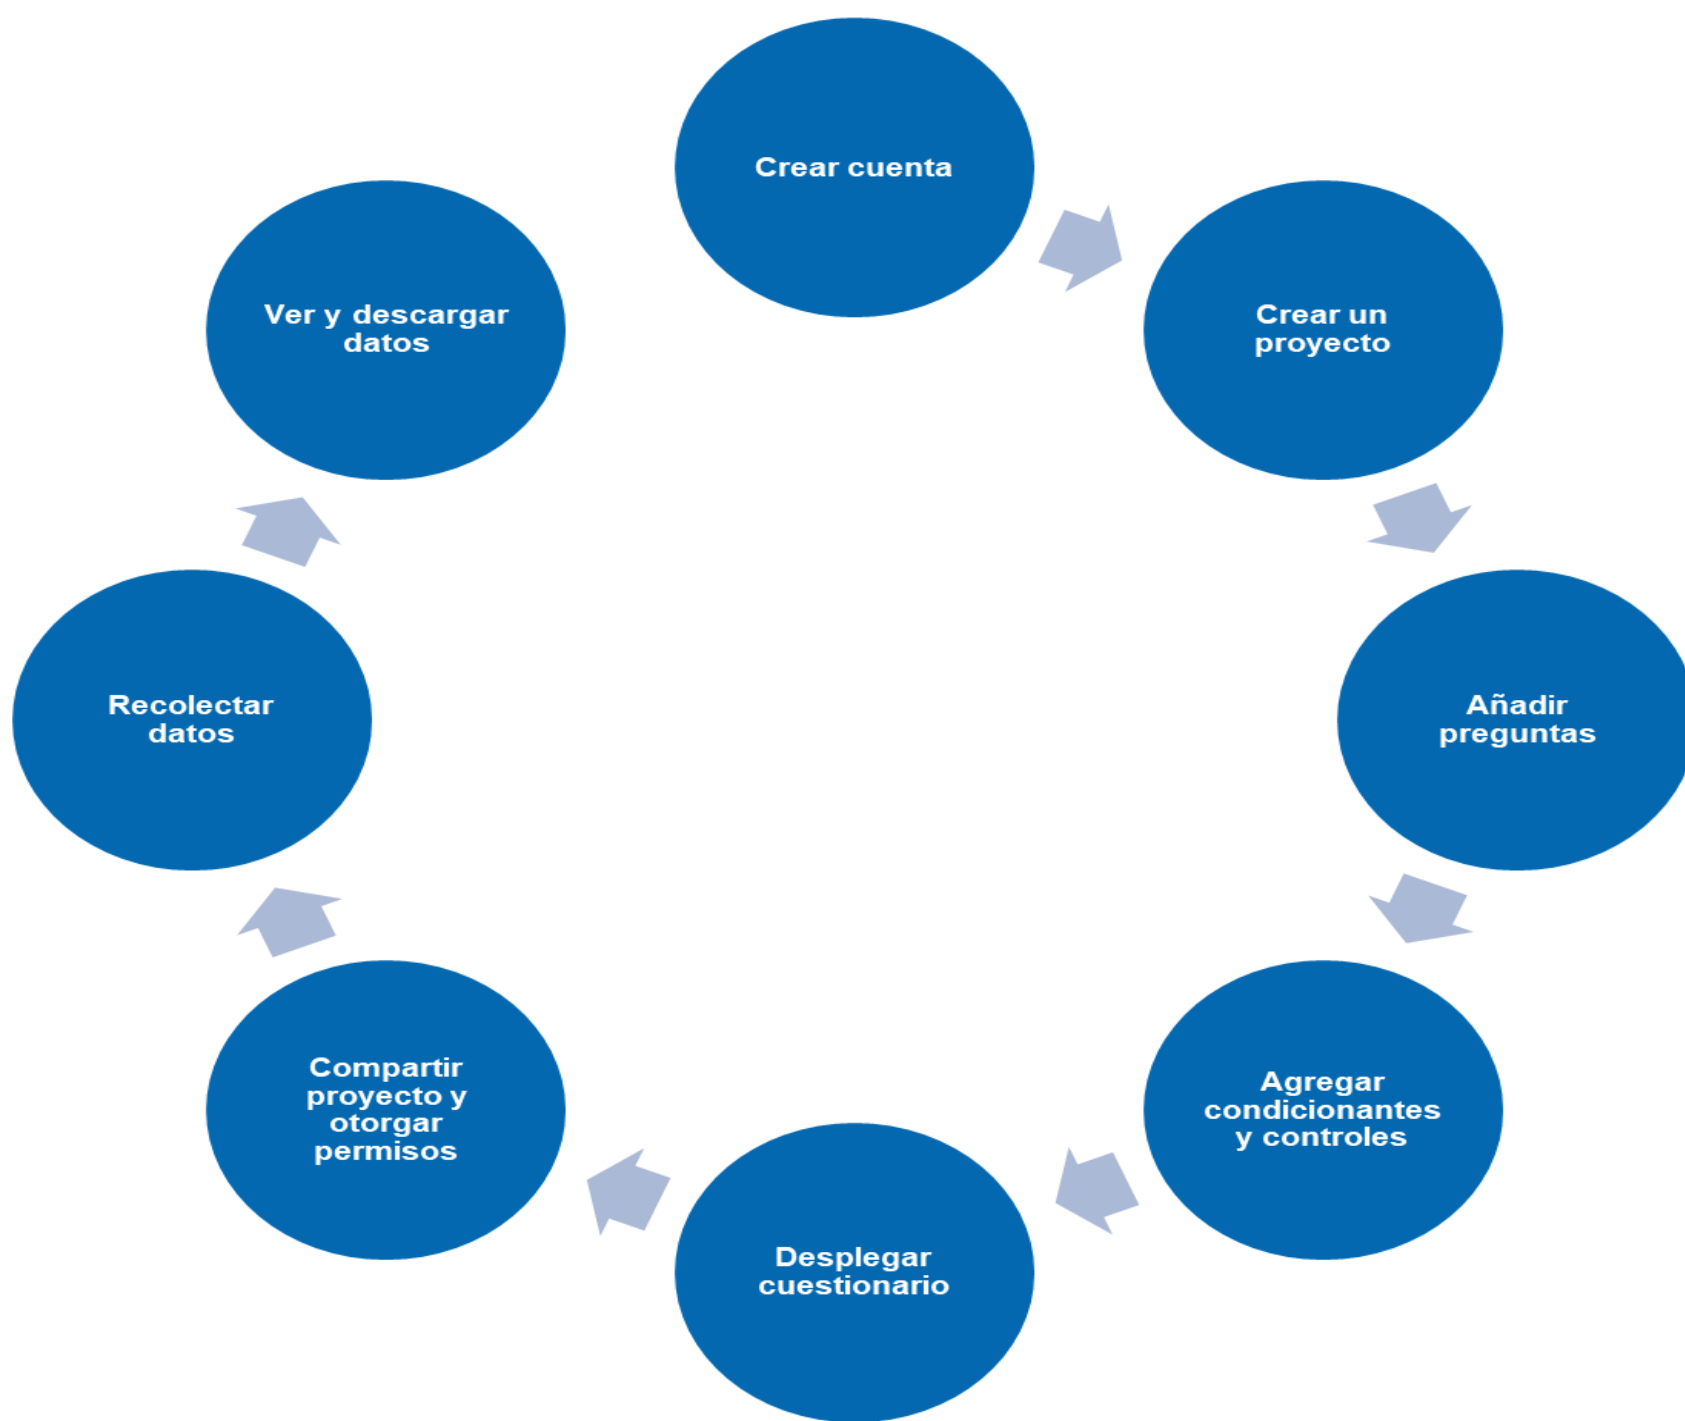 Crear cuenta
Crear un
proyecto
Añadir
preguntas
Agregar
condicionantes
y controles
Desplegar
cuestionario
Compartir
proyecto y
otorgar
permisos
Recolectar
datos
Ver y descargar
datos